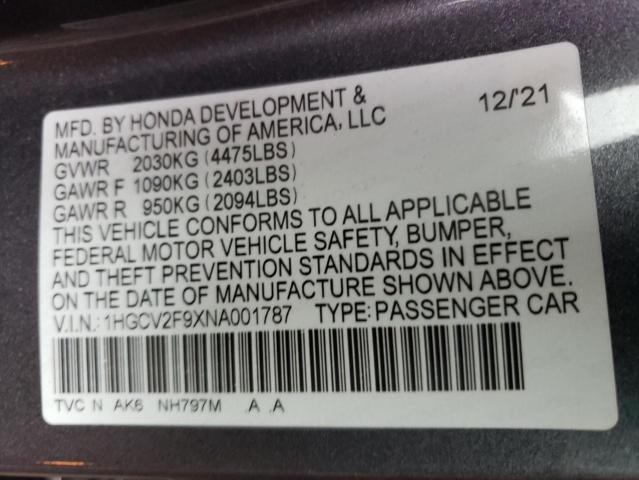 MFD. BY HONDA DEVELOPMENT & 12/'21
MANUFACTURING OF AMERICA, LLC
GVWR 2030KG (4475LBS)
GAWR F 1090KG (2403LBS)
GAWR R 950KG (2094LBS)
THIS VEHICLE CONFORMS TO ALL APPLICABLE
FEDERAL MOTOR VEHICLE SAFETY, BUMPER,
AND THEFT PREVENTION STANDARDS IN EFFECT
ON THE DATE OF MANUFACTURE SHOWN ABOVE.
V.I.N.: 1HGCV2F9XNA001787 TYPE: PASSENGER CAR
TVC N AK6 NH797M .A .A